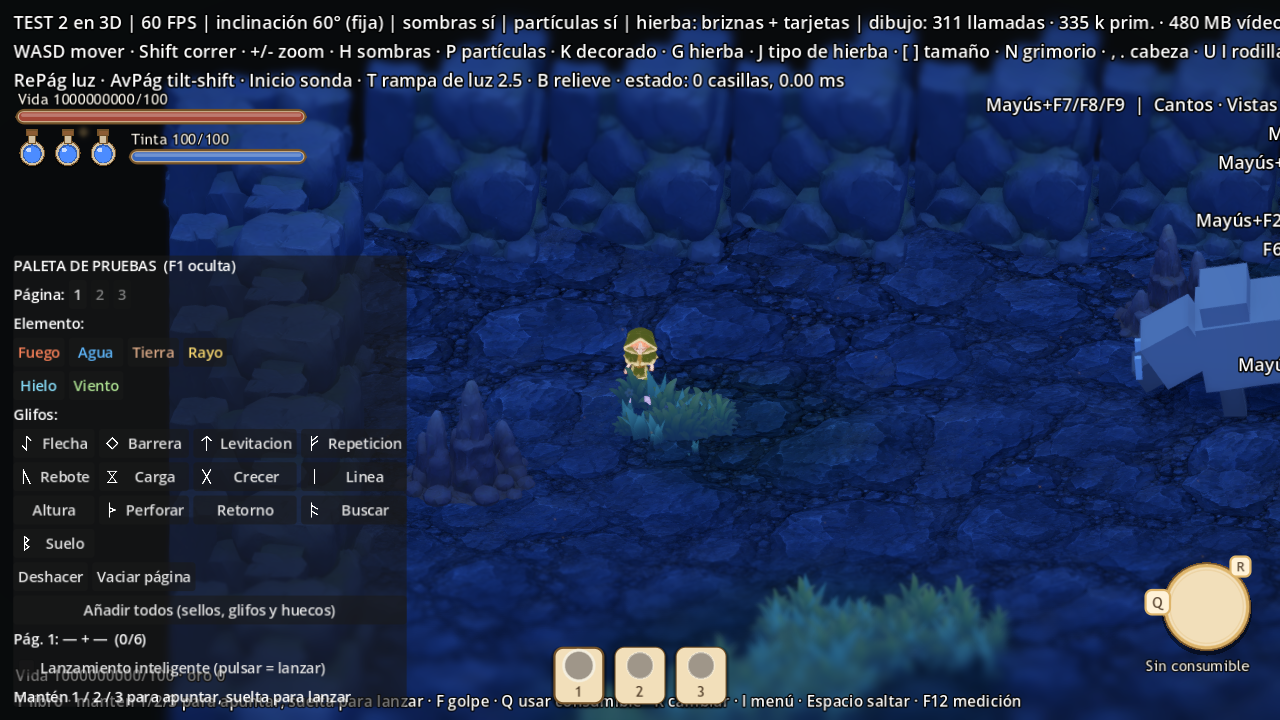 TEST 2 en 3D | 60 FPS | inclinación 60° (fija) | sombras sí | partículas sí | hierba: briznas + tarjetas | dibujo: 311 llamadas · 335 k prim. · 480 MB vídeo
WASD mover · Shift correr · +/- zoom · H sombras · P partículas · K decorado · G hierba · J tipo de hierba · [ ] tamaño · N grimorio · , . cabeza · U I rodilla
RePág luz · AvPág tilt-shift · Inicio sonda · T rampa de luz 2.5 · B relieve · estado: 0 casillas, 0.00 ms
Vida 1000000000/100
Mayús+F7/F8/F9 | Cantos · Vistas
M
Tinta 100/100
Mayús+
Mayús+F2
F6
PALETA DE PRUEBAS (F1 oculta)
Página: 1 2 3
Elemento:
Fuego Agua Tierra Rayo
Mayú
Hielo Viento
Glifos:
Flecha Barrera Levitacion Repeticion
Rebote Carga Crecer Linea
Altura Perforar Retorno Buscar
Suelo
Deshacer Vaciar página
Añadir todos (sellos, glifos y huecos)
Pág. 1: — + — (0/6)
Lanzamiento inteligente (pulsar = lanzar)
Vida 1000000000/100
Mantén 1 / 2 / 3 para apuntar, suelta para lanzar
· F golpe · Q usar consumible · R cambiar · I menú · Espacio saltar · F12 medición
1 2 3
R
Q
Sin consumible